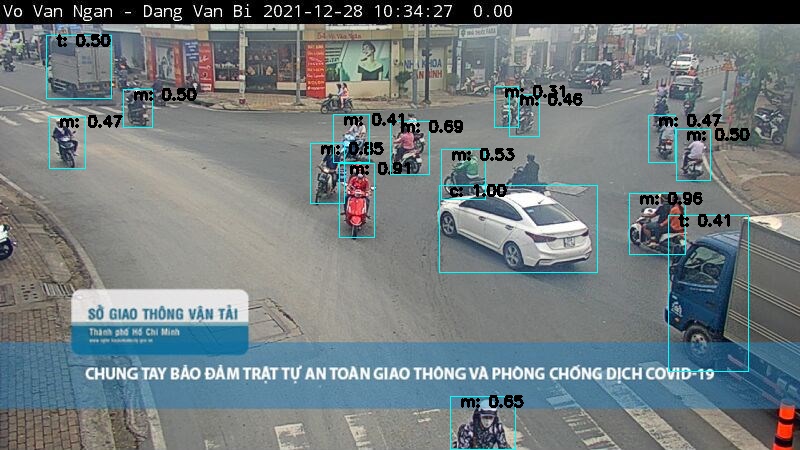 Vo Van Ngan - Dang Van Bi 2021-12-28 10:34:27 0.00
t: 0.50
m: 0.50
m: 0.47
m: 0.41
m: 0.69
m: 0.85
m: 0.91
m: 0.31
m: 0.46
m: 0.53
c: 1.00
m: 0.47
m: 0.50
m: 0.96
t: 0.41
SỞ GIAO THÔNG VẬN TẢI
Thành phố Hồ Chí Minh
CHUNG TAY BẢO ĐẢM TRẬT TỰ AN TOÀN GIAO THÔNG VÀ PHÒNG CHỐNG DỊCH COVID-19
m: 0.65